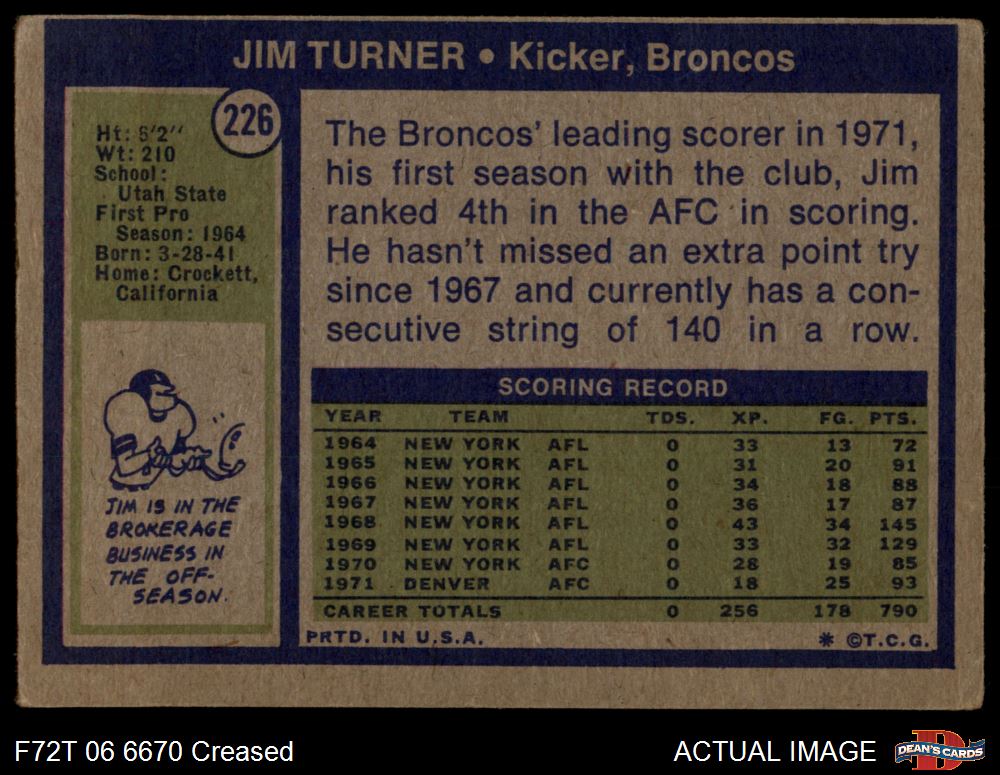 JIM TURNER • Kicker, Broncos
226
Ht: 6'2''
Wt: 210
School:
Utah State
First Pro
Season: 1964
Born: 3-28-41
Home: Crockett,
California
JIM IS IN THE
BROKERAGE
BUSINESS IN
THE OFF-
SEASON.
The Broncos' leading scorer in 1971,
his first season with the club, Jim
ranked 4th in the AFC in scoring.
He hasn't missed an extra point try
since 1967 and currently has a con-
secutive string of 140 in a row.
SCORING RECORD
YEAR TEAM TDS. XP. FG. PTS.
1964 NEW YORK AFL 0 33 13 72
1965 NEW YORK AFL 0 31 20 91
1966 NEW YORK AFL 0 34 18 88
1967 NEW YORK AFL 0 36 17 87
1968 NEW YORK AFL 0 43 34 145
1969 NEW YORK AFL 0 33 32 129
1970 NEW YORK AFC 0 28 19 85
1971 DENVER AFC 0 18 25 93
CAREER TOTALS 0 256 178 790
PRTD. IN U.S.A. * ©T.C.G.
F72T 06 6670 Creased
ACTUAL IMAGE
DEAN'S CARDS